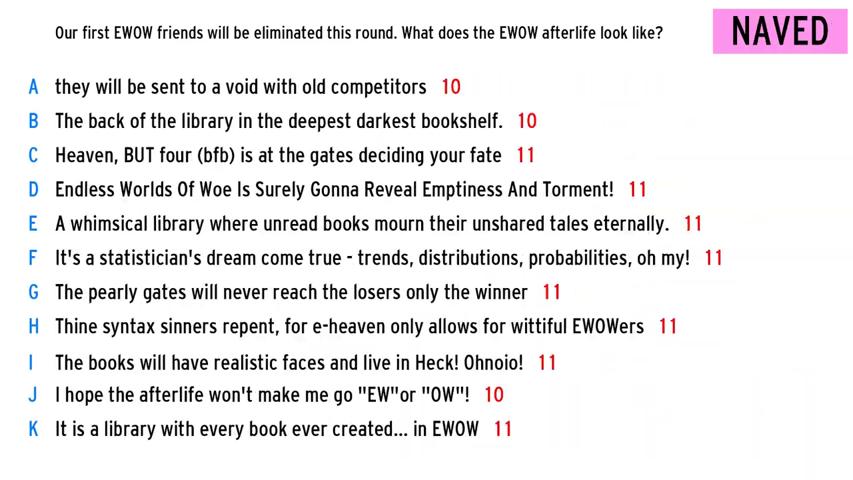 Our first EWOW friends will be eliminated this round. What does the EWOW afterlife look like?
NAVED
A they will be sent to a void with old competitors 10
B The back of the library in the deepest darkest bookshelf. 10
C Heaven, BUT four (bfb) is at the gates deciding your fate 11
D Endless Worlds Of Woe Is Surely Gonna Reveal Emptiness And Torment! 11
E A whimsical library where unread books mourn their unshared tales eternally. 11
F It's a statistician's dream come true - trends, distributions, probabilities, oh my! 11
G The pearly gates will never reach the losers only the winner 11
H Thine syntax sinners repent, for e-heaven only allows for wittiful EWOWers 11
I The books will have realistic faces and live in Heck! Ohnoio! 11
J I hope the afterlife won't make me go "EW"or "OW"! 10
K It is a library with every book ever created... in EWOW 11